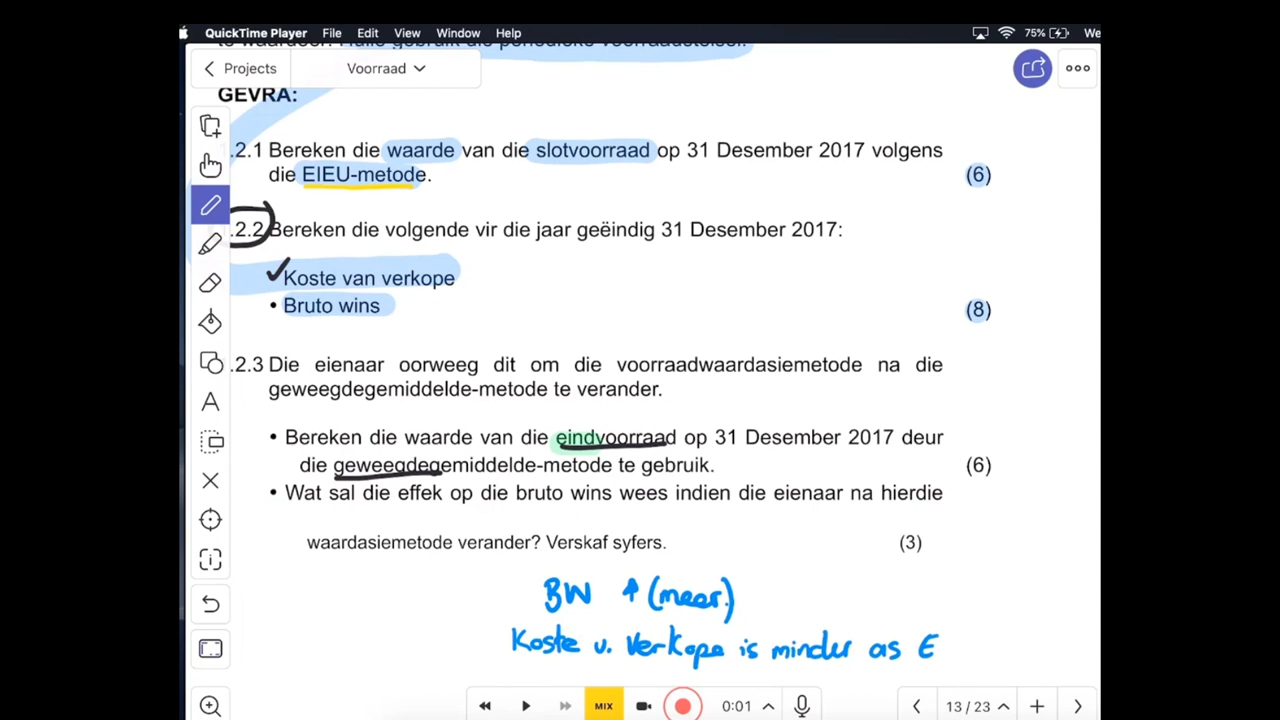 QuickTime Player File Edit View Window Help 75% We
Projects Voorraad
GEVRA:
.2.1 Bereken die waarde van die slotvoorraad op 31 Desember 2017 volgens
die EIEU-metode. (6)
.2.2 Bereken die volgende vir die jaar geëindig 31 Desember 2017:
Koste van verkope
• Bruto wins (8)
.2.3 Die eienaar oorweeg dit om die voorraadwaardasiemetode na die
geweegdegemiddelde-metode te verander.
• Bereken die waarde van die eindvoorraad op 31 Desember 2017 deur
die geweegdegemiddelde-metode te gebruik. (6)
• Wat sal die effek op die bruto wins wees indien die eienaar na hierdie
waardasiemetode verander? Verskaf syfers. (3)
BW ↑ (meer)
Koste v. Verkope is minder as E
MIX 0:01 13 / 23